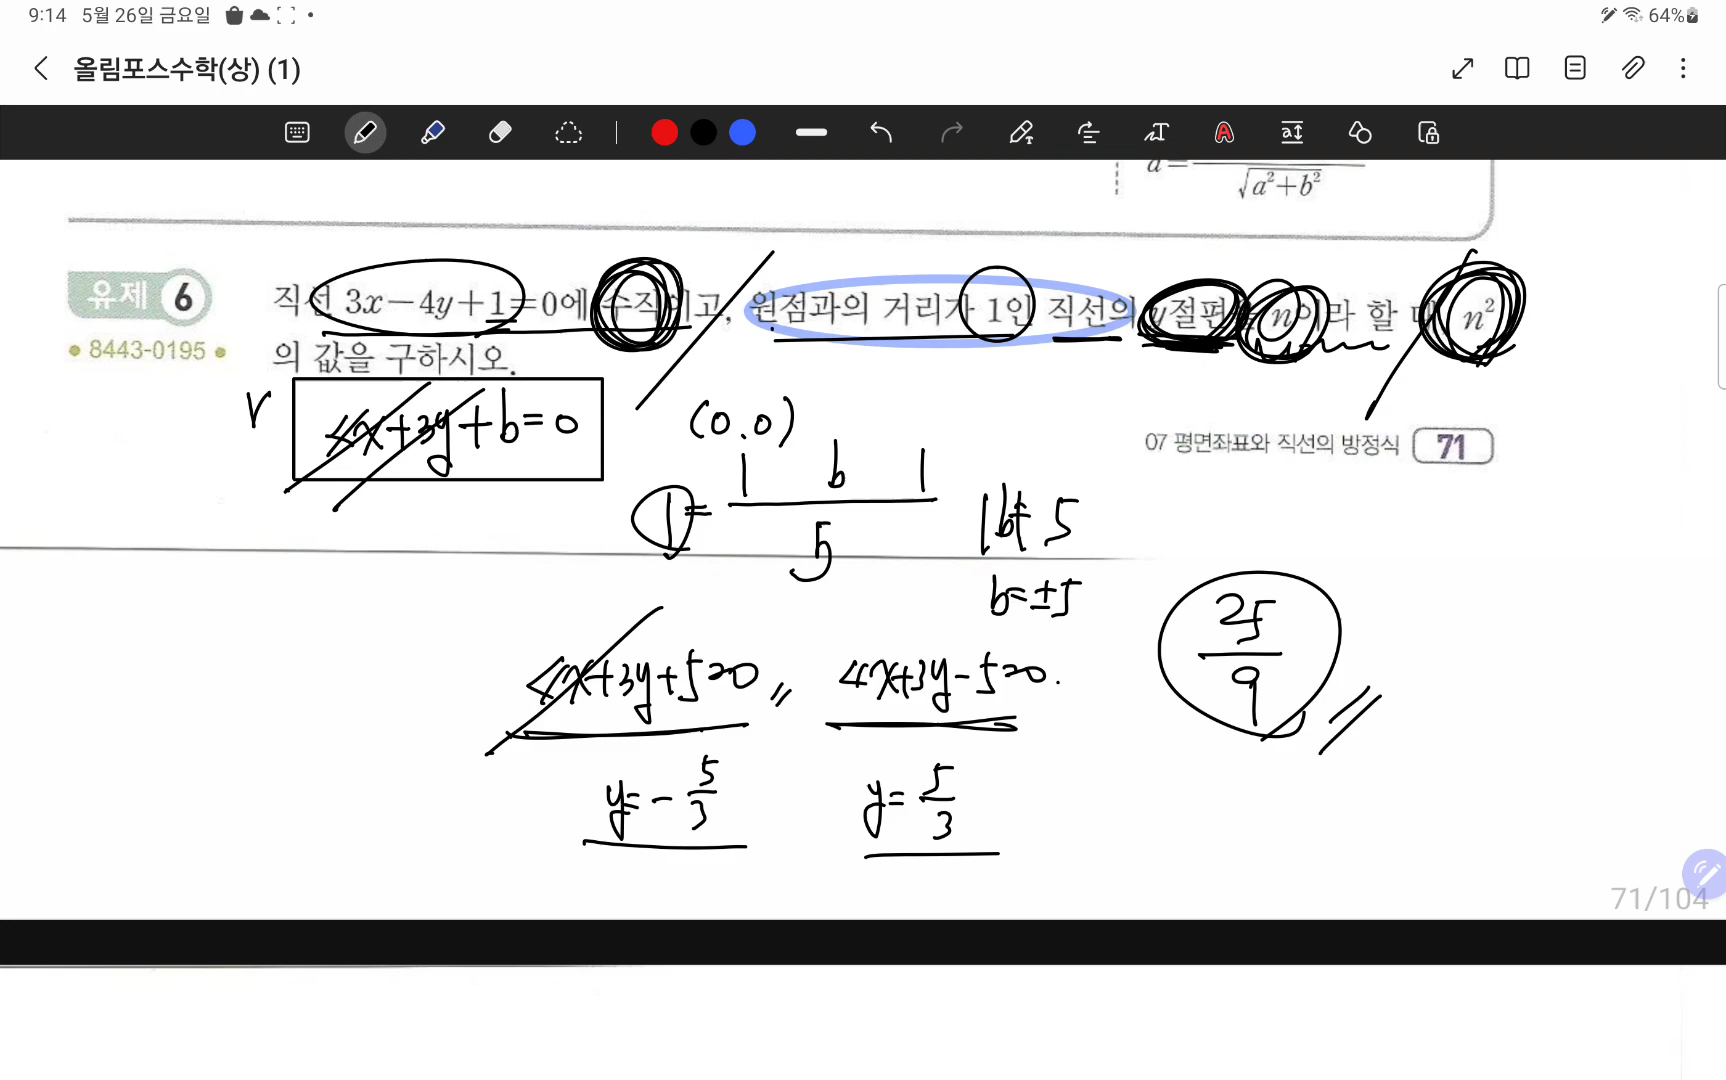 9:14 5월 26일 금요일
64%
올림포스수학(상) (1)
√a²+b²
유제 6 직선 3x−4y+1=0에 수직이고, 원점과의 거리가 1인 직선의 y절편을 n이라 할 때 n²
8443-0195 의 값을 구하시오.
4x+3y+b=0
(0.0)
07 평면좌표와 직선의 방정식 71
1= |b|/5
|b|=5
b=±5
25/9
4x+3y+5=0 4x+3y-5=0.
y=-5/3 y=5/3
71/104